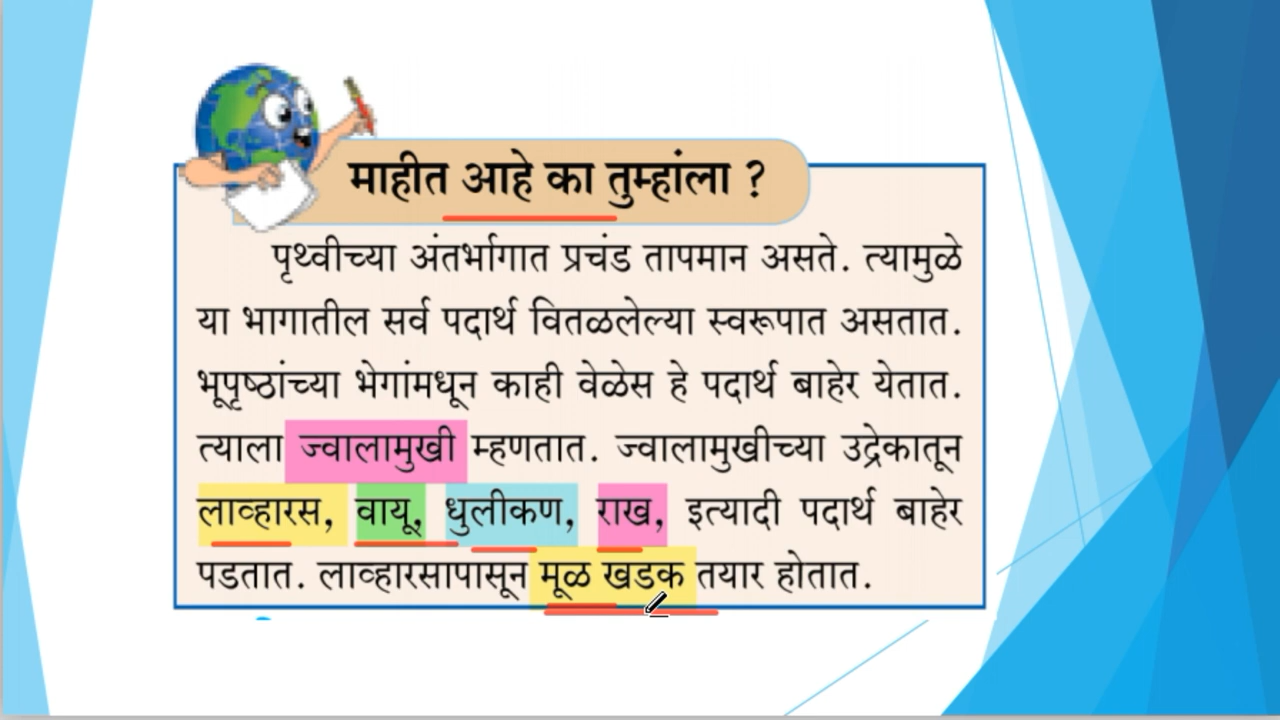 माहीत आहे का तुम्हांला ?
पृथ्वीच्या अंतर्भागात प्रचंड तापमान असते. त्यामुळे
या भागातील सर्व पदार्थ वितळलेल्या स्वरूपात असतात.
भूपृष्ठांच्या भेगांमधून काही वेळेस हे पदार्थ बाहेर येतात.
त्याला ज्वालामुखी म्हणतात. ज्वालामुखीच्या उद्रेकातून
लाव्हारस, वायू, धुलीकण, राख, इत्यादी पदार्थ बाहेर
पडतात. लाव्हारसापासून मूळ खडक तयार होतात.